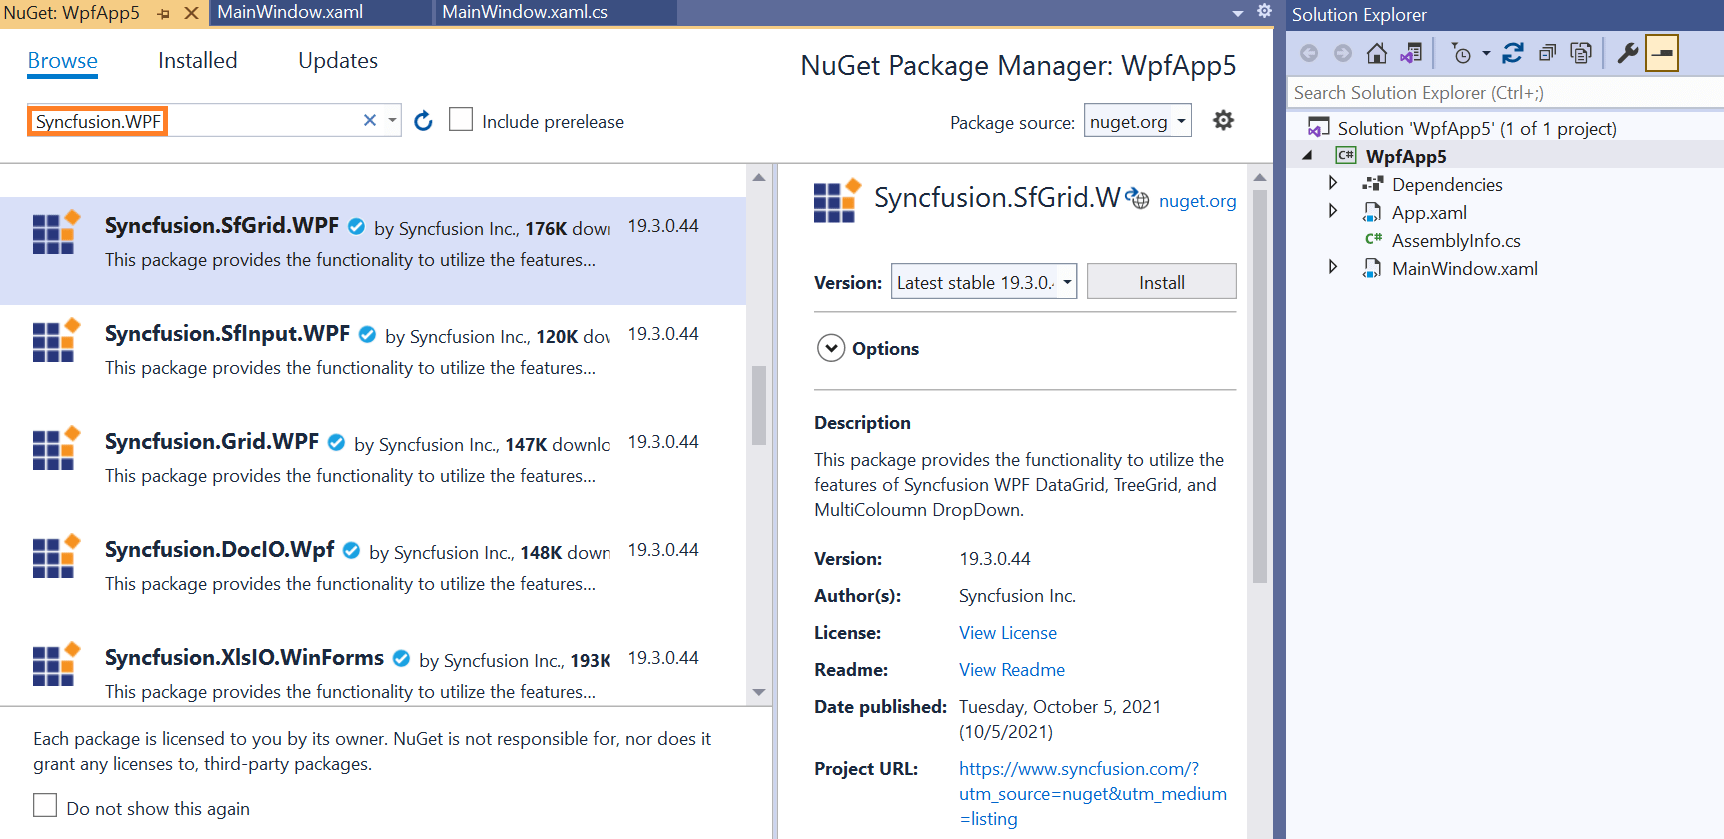 NuGet: WpfApp5
MainWindow.xaml
MainWindow.xaml.cs
Browse
Installed
Updates
NuGet Package Manager: WpfApp5
Syncfusion.WPF
Include prerelease
Package source:
nuget.org
Syncfusion.SfGrid.WPF by Syncfusion Inc., 176K down 19.3.0.44
This package provides the functionality to utilize the features...
Syncfusion.SfInput.WPF by Syncfusion Inc., 120K dov 19.3.0.44
This package provides the functionality to utilize the features...
Syncfusion.Grid.WPF by Syncfusion Inc., 147K downlo 19.3.0.44
This package provides the functionality to utilize the features...
Syncfusion.DocIO.Wpf by Syncfusion Inc., 148K down 19.3.0.44
This package provides the functionality to utilize the features...
Syncfusion.XlsIO.WinForms by Syncfusion Inc., 193K 19.3.0.44
This package provides the functionality to utilize the features...
Each package is licensed to you by its owner. NuGet is not responsible for, nor does it
grant any licenses to, third-party packages.
Do not show this again
Syncfusion.SfGrid.W
nuget.org
Version: Latest stable 19.3.0. Install
Options
Description
This package provides the functionality to utilize the
features of Syncfusion WPF DataGrid, TreeGrid, and
MultiColoumn DropDown.
Version: 19.3.0.44
Author(s): Syncfusion Inc.
License: View License
Readme: View Readme
Date published: Tuesday, October 5, 2021
(10/5/2021)
Project URL: https://www.syncfusion.com/?
utm_source=nuget&utm_medium
=listing
Solution Explorer
Search Solution Explorer (Ctrl+;)
Solution 'WpfApp5' (1 of 1 project)
C# WpfApp5
Dependencies
App.xaml
C# AssemblyInfo.cs
MainWindow.xaml